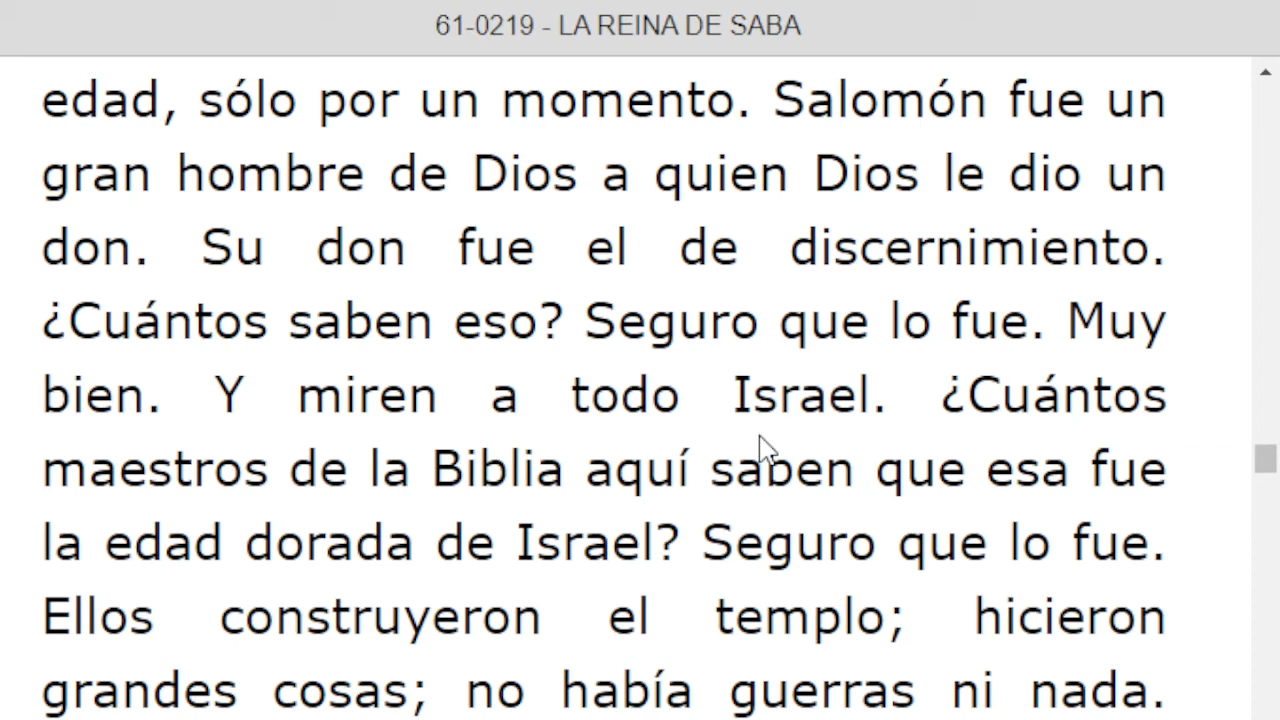 61-0219 - LA REINA DE SABA
edad, sólo por un momento. Salomón fue un
gran hombre de Dios a quien Dios le dio un
don. Su don fue el de discernimiento.
¿Cuántos saben eso? Seguro que lo fue. Muy
bien. Y miren a todo Israel. ¿Cuántos
maestros de la Biblia aquí saben que esa fue
la edad dorada de Israel? Seguro que lo fue.
Ellos construyeron el templo; hicieron
grandes cosas; no había guerras ni nada.